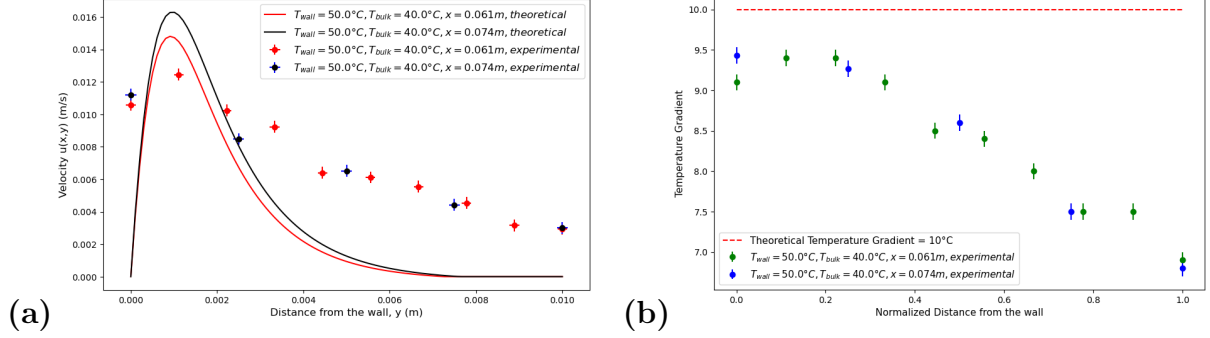 0.016
0.014
0.012
0.010
0.008
0.006
0.004
0.002
0.000
Velocity u(x,y) (m/s)
T_wall = 50.0°C, T_bulk = 40.0°C, x = 0.061m, theoretical
T_wall = 50.0°C, T_bulk = 40.0°C, x = 0.074m, theoretical
T_wall = 50.0°C, T_bulk = 40.0°C, x = 0.061m, experimental
T_wall = 50.0°C, T_bulk = 40.0°C, x = 0.074m, experimental
0.000 0.002 0.004 0.006 0.008 0.010
Distance from the wall, y (m)
(a)
10.0
9.5
9.0
8.5
8.0
7.5
7.0
Temperature Gradient
Theoretical Temperature Gradient = 10°C
T_wall = 50.0°C, T_bulk = 40.0°C, x = 0.061m, experimental
T_wall = 50.0°C, T_bulk = 40.0°C, x = 0.074m, experimental
0.0 0.2 0.4 0.6 0.8 1.0
Normalized Distance from the wall
(b)